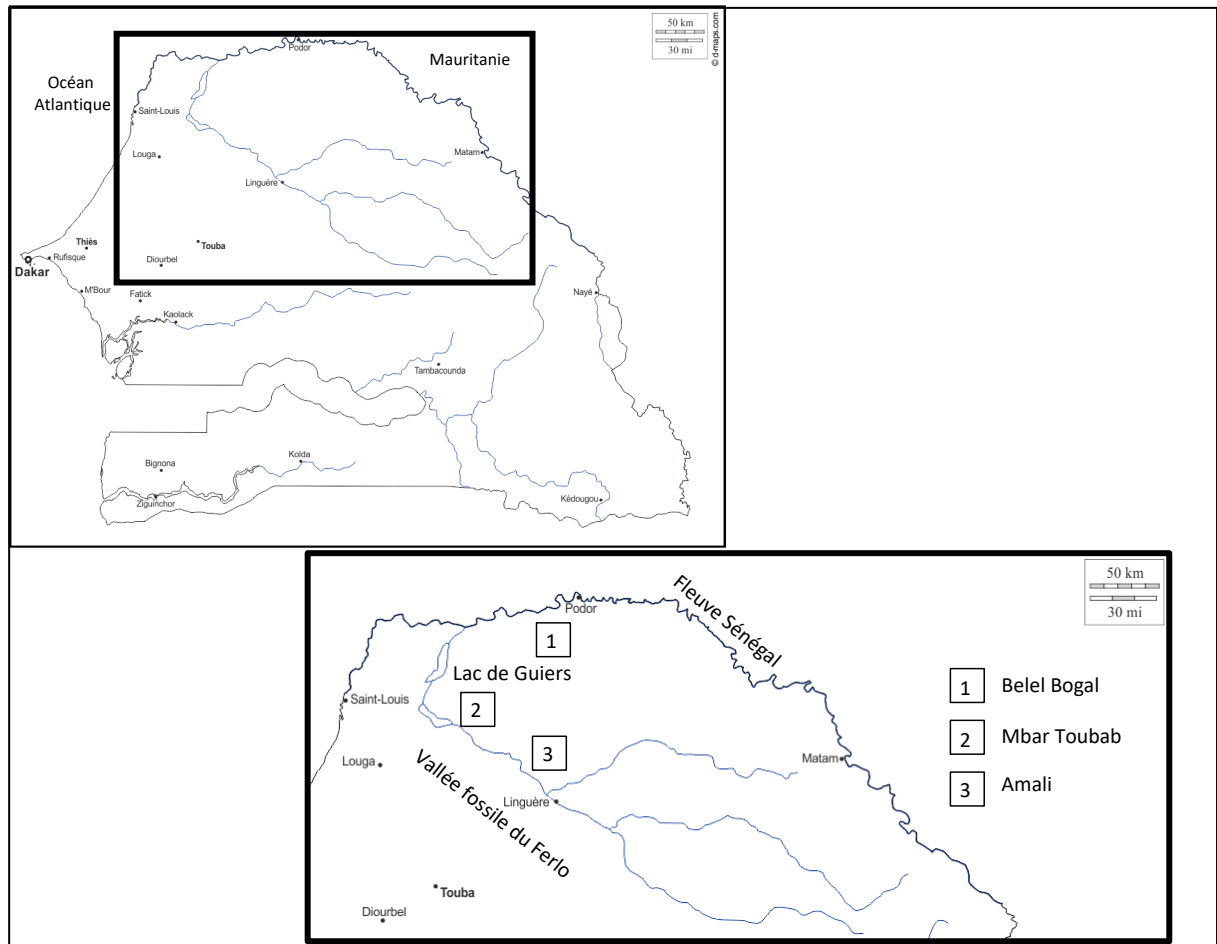 50 km
30 mi
© d-maps.com
Podor
Mauritanie
Océan
Atlantique
Saint-Louis
Louga
Matam
Linguère
Touba
Thiès
Dakar
Rufisque
Diourbel
M'Bour
Fatick
Kaolack
Nayé
Tambacounda
Bignona
Kolda
Ziguinchor
Kédougou
50 km
30 mi
Podor
Fleuve Sénégal
1
Lac de Guiers
Saint-Louis
2
1 Belel Bogal
2 Mbar Toubab
3 Amali
3
Louga
Matam
Vallée fossile du Ferlo
Linguère
Touba
Diourbel